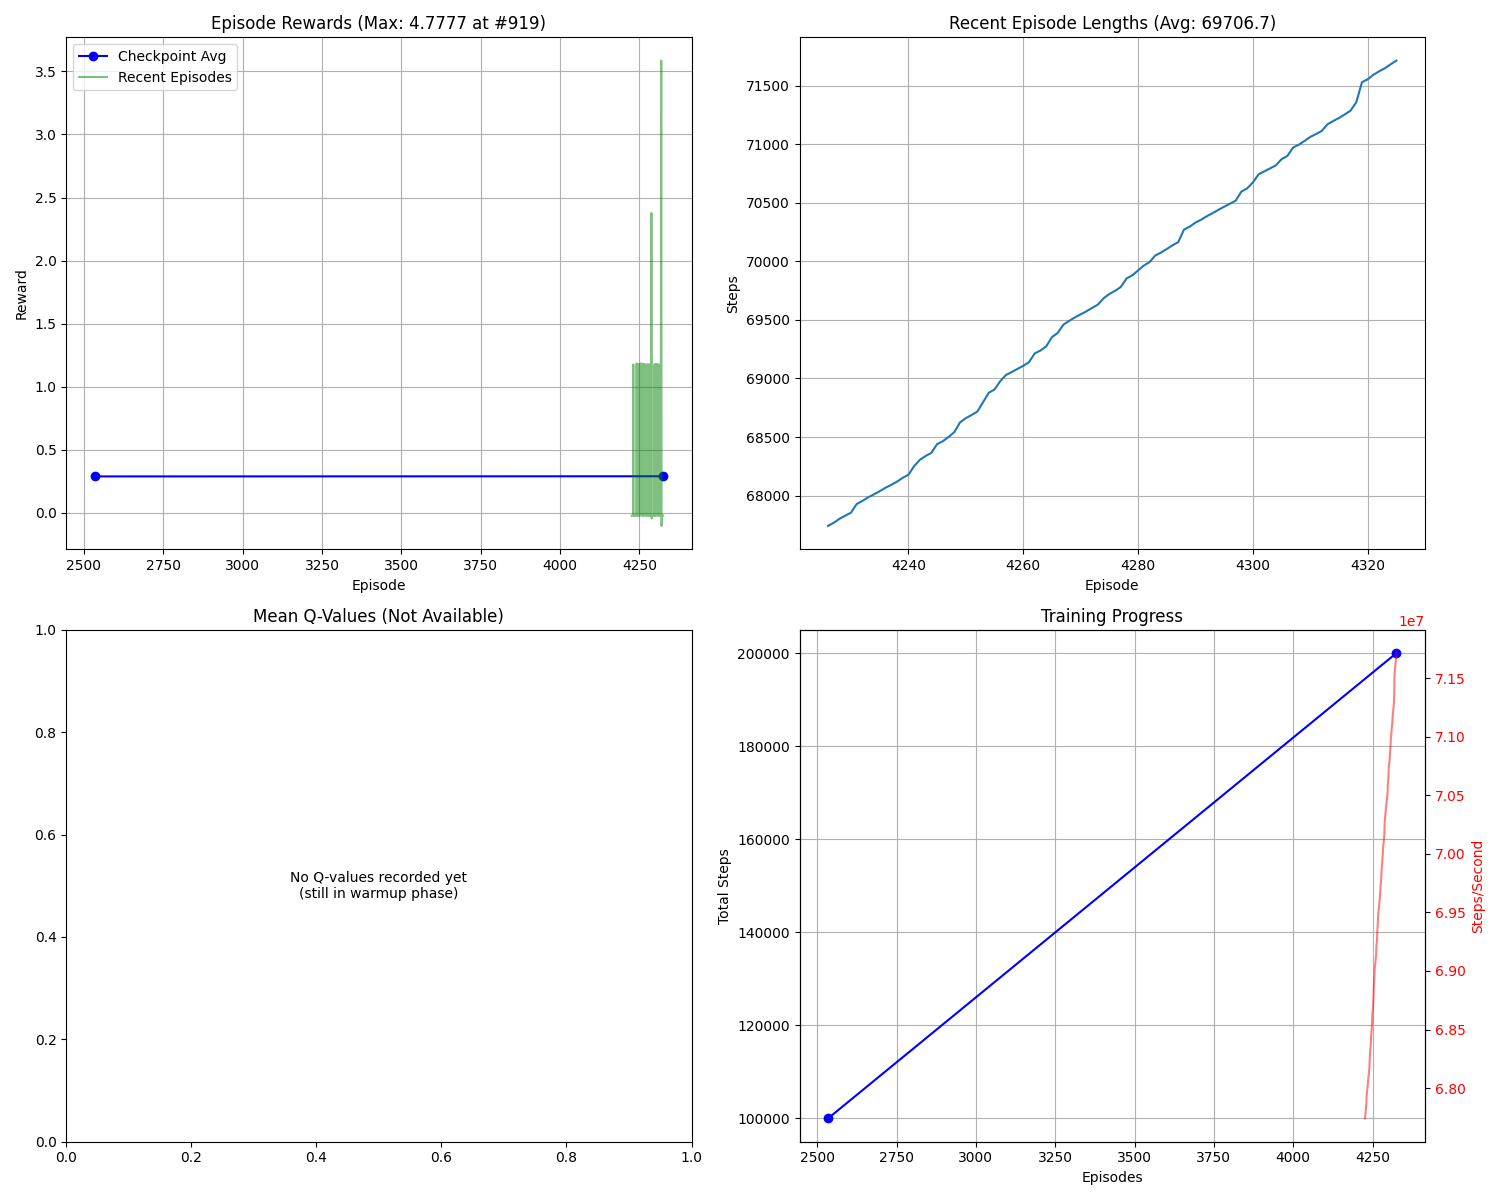 Episode Rewards (Max: 4.7777 at #919)
Checkpoint Avg
Recent Episodes
3.5
3.0
2.5
2.0
1.5
1.0
0.5
0.0
Reward
2500 2750 3000 3250 3500 3750 4000 4250
Episode
Recent Episode Lengths (Avg: 69706.7)
71500
71000
70500
70000
69500
69000
68500
68000
Steps
4240 4260 4280 4300 4320
Episode
Mean Q-Values (Not Available)
1.0
0.8
0.6
0.4
0.2
0.0
No Q-values recorded yet
(still in warmup phase)
0.0 0.2 0.4 0.6 0.8 1.0
Training Progress
1e7
200000
180000
160000
140000
120000
100000
Total Steps
7.15
7.10
7.05
7.00
6.95
6.90
6.85
6.80
Steps/Second
2500 2750 3000 3250 3500 3750 4000 4250
Episodes